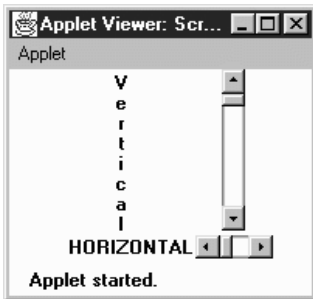 Applet Viewer: Scr...
Applet
V
e
r
t
i
c
a
l
HORIZONTAL
Applet started.